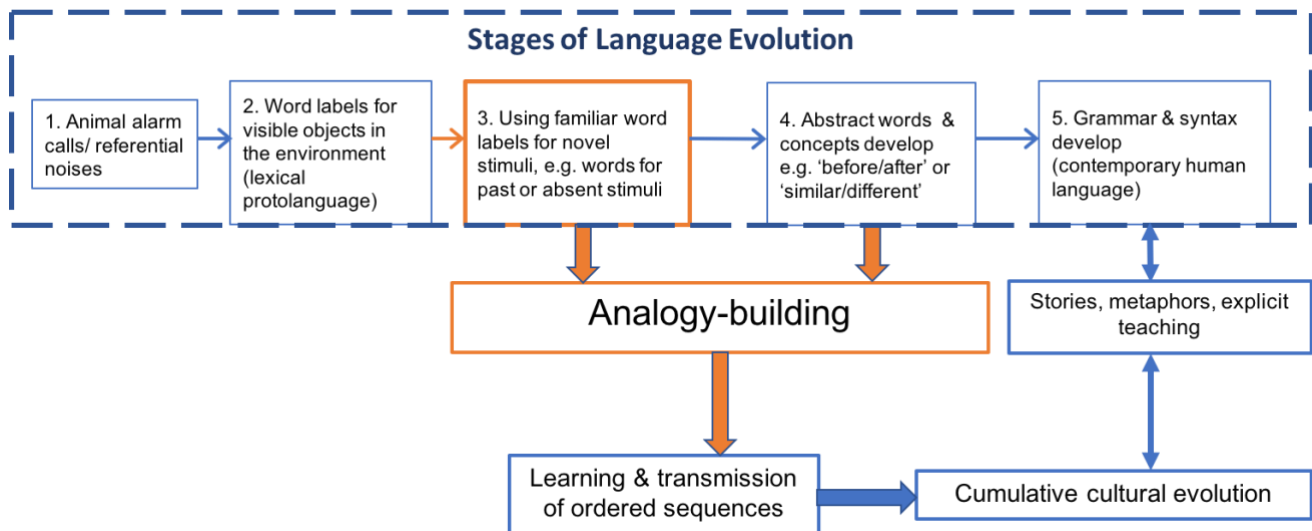 Stages of Language Evolution
1. Animal alarm
calls/ referential
noises
2. Word labels for
visible objects in
the environment
(lexical
protolanguage)
3. Using familiar word
labels for novel
stimuli, e.g. words for
past or absent stimuli
4. Abstract words & 
concepts develop
e.g. ‘before/after’ or
‘similar/different’
5. Grammar & syntax
develop
(contemporary human
language)
Analogy-building
Stories, metaphors, explicit
teaching
Learning & transmission
of ordered sequences
Cumulative cultural evolution